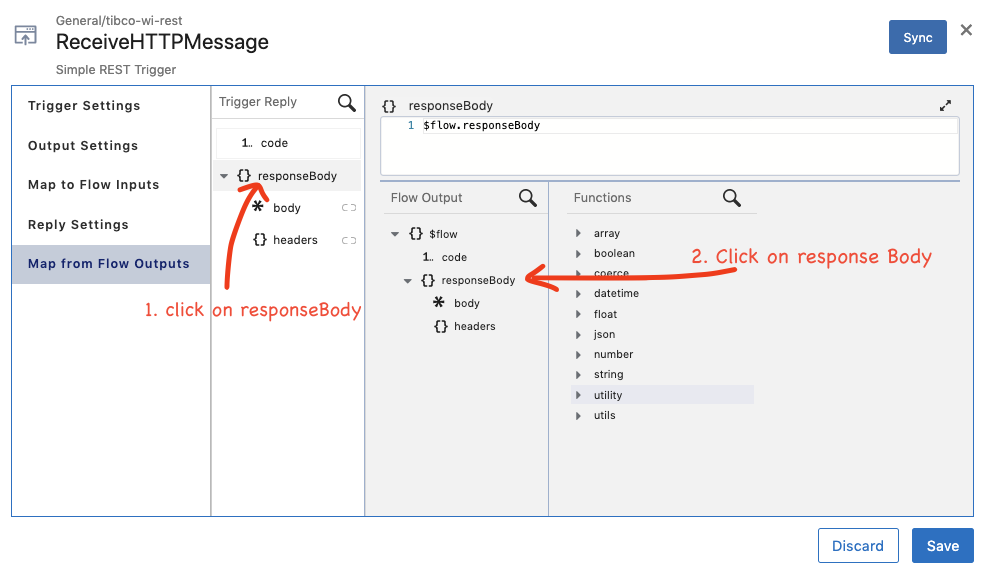 General/tibco-wi-rest
ReceiveHTTPMessage
Simple REST Trigger
Sync
Trigger Settings
Output Settings
Map to Flow Inputs
Reply Settings
Map from Flow Outputs
Trigger Reply
1.. code
{} responseBody
* body
{} headers
1. click on responseBody
{} responseBody
1 $flow.responseBody
Flow Output
{} $flow
1.. code
{} responseBody
* body
{} headers
Functions
array
boolean
coerce
datetime
float
json
number
string
utility
utils
2. Click on response Body
Discard
Save